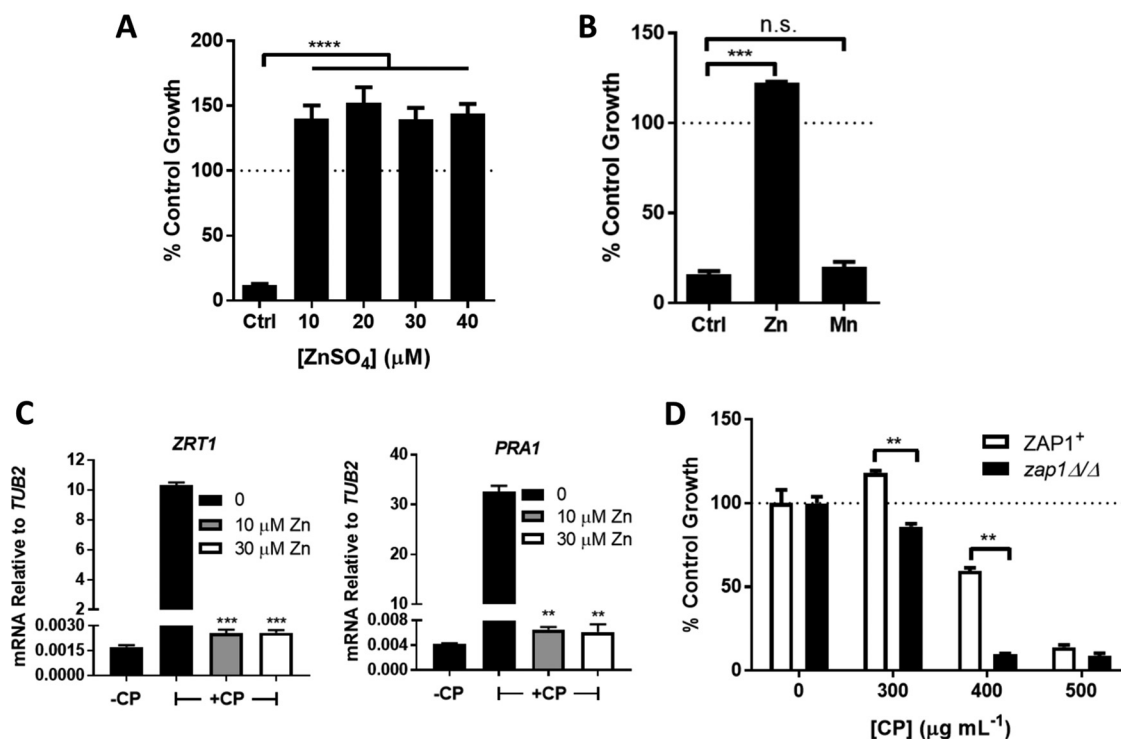 A
****
200
150
100
50
0
% Control Growth
Ctrl 10 20 30 40
[ZnSO₄] (μM)
B
n.s.
***
150
100
50
0
% Control Growth
Ctrl Zn Mn
C
ZRT1
mRNA Relative to TUB2
12
10
8
6
4
2
0.0030
0.0015
0.0000
*** ***
0
10 μM Zn
30 μM Zn
-CP +CP
PRA1
mRNA Relative to TUB2
40
30
20
10
0.008
0.004
0.000
** **
0
10 μM Zn
30 μM Zn
-CP +CP
D
ZAP1⁺
zap1Δ/Δ
**
**
150
100
50
0
% Control Growth
0 300 400 500
[CP] (μg mL⁻¹)